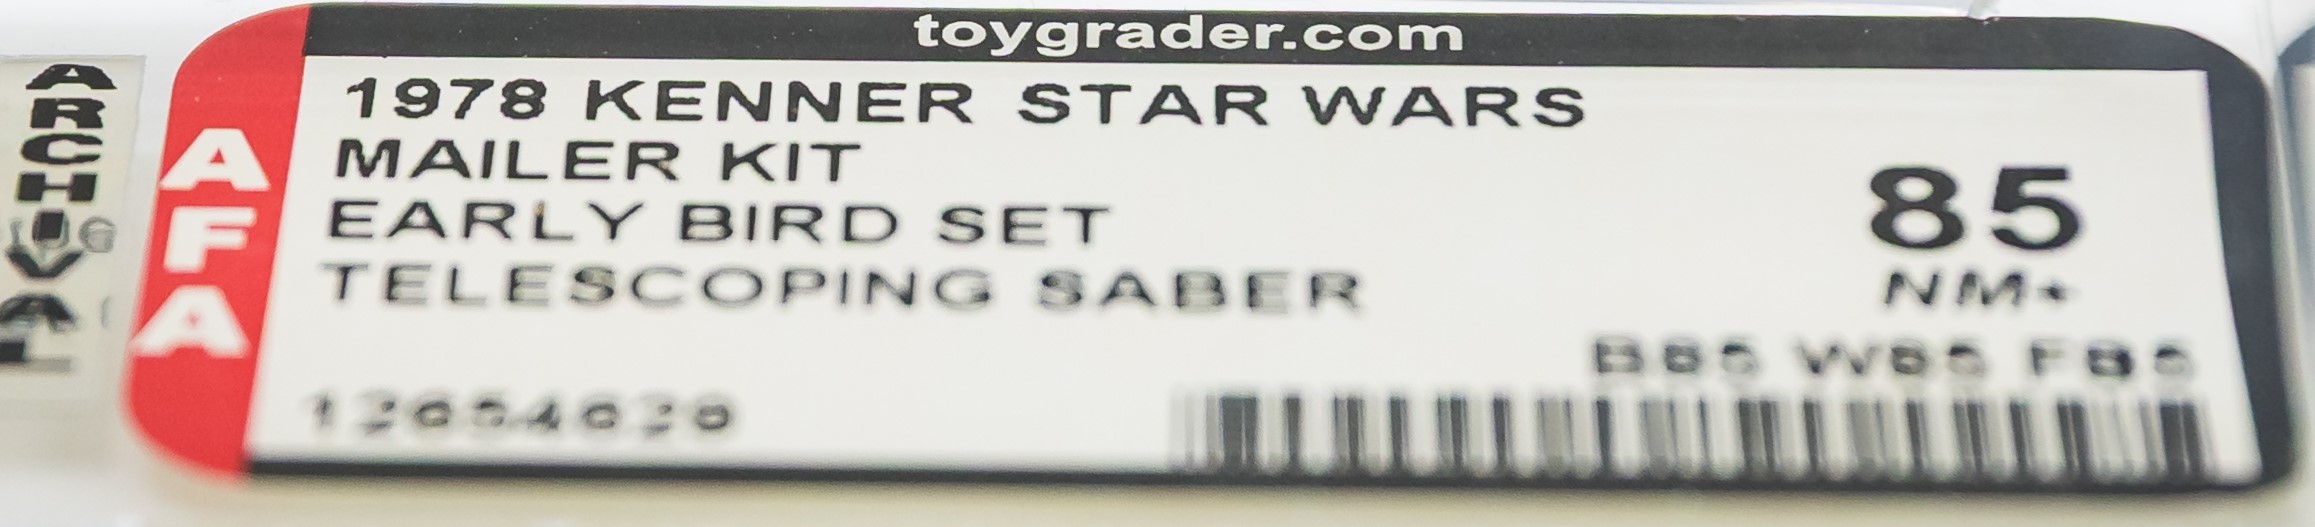 toygrader.com
ARCHIVAL
AFA
1978 KENNER STAR WARS
MAILER KIT
EARLY BIRD SET
TELESCOPING SABER
85
NM+
B85 W85 F85